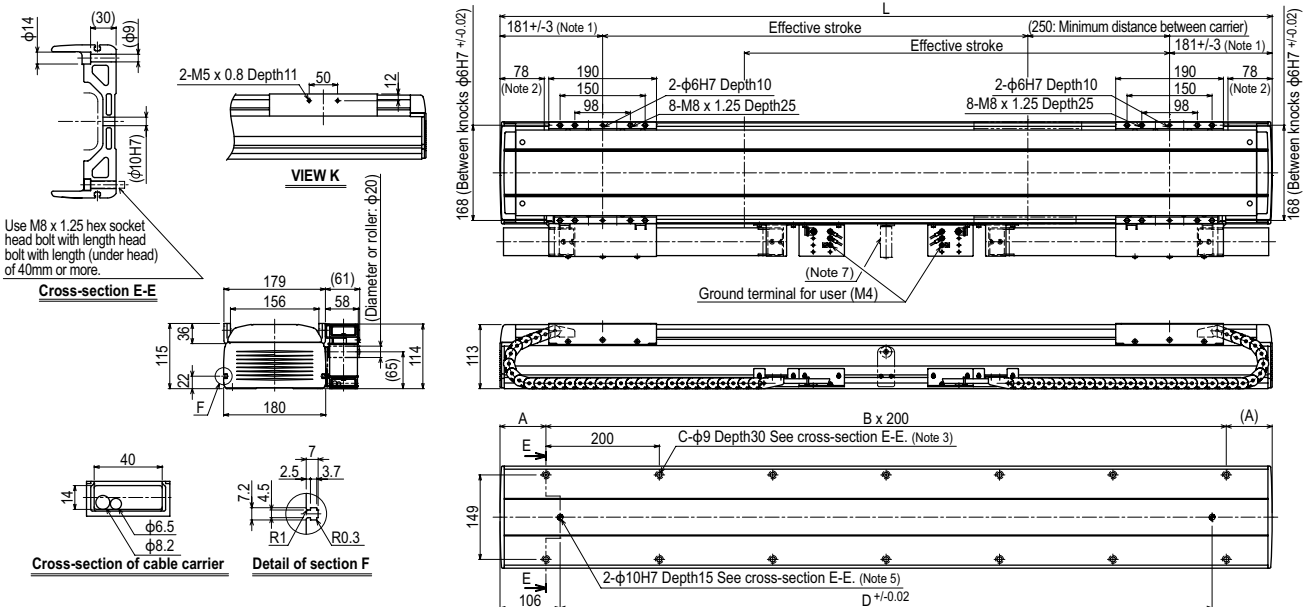 (30)
ϕ14
(ϕ9)
(ϕ10H7)
Use M8 x 1.25 hex socket
head bolt with length head
bolt with length (under head)
of 40mm or more.
Cross-section E-E
2-M5 x 0.8 Depth11
50
12
VIEW K
179
(61)
156
58
(Diameter or roller: ϕ20)
115
36
22
114
(65)
F
180
40
14
ϕ6.5
ϕ8.2
Cross-section of cable carrier
7
2.5
3.7
7.2
4.5
R1
R0.3
Detail of section F
L
181+/-3 (Note 1)
Effective stroke
(250: Minimum distance between carrier)
Effective stroke
181+/-3 (Note 1)
78
(Note 2)
190
150
98
2-ϕ6H7 Depth10
8-M8 x 1.25 Depth25
2-ϕ6H7 Depth10
8-M8 x 1.25 Depth25
190
150
98
78
(Note 2)
168 (Between knocks ϕ6H7 +/-0.02)
168 (Between knocks ϕ6H7 +/-0.02)
(Note 7)
Ground terminal for user (M4)
113
A
B x 200
(A)
E
200
C-ϕ9 Depth30 See cross-section E-E. (Note 3)
149
2-ϕ10H7 Depth15 See cross-section E-E. (Note 5)
E
106
D +/-0.02